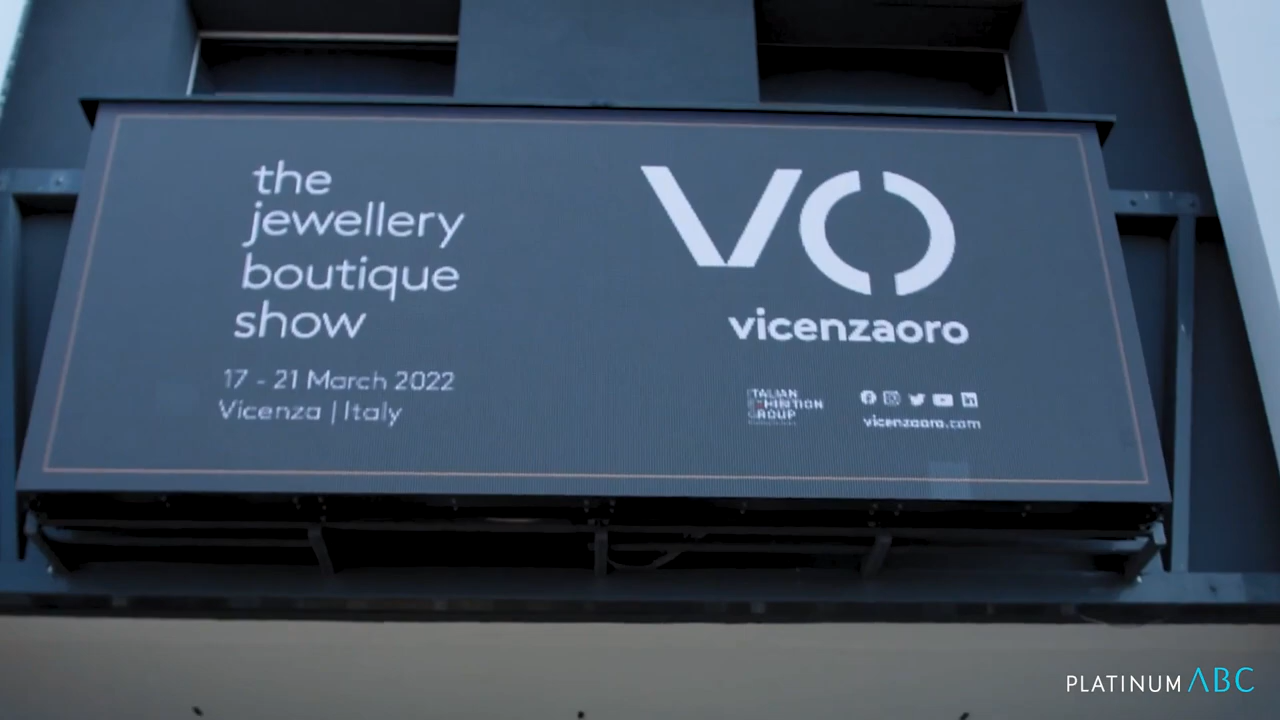 the
jewellery
boutique
show
17 - 21 March 2022
Vicenza | Italy
VO
vicenzaoro
ITALIAN
EXHIBITION
GROUP
vicenzaoro.com
PLATINUM ABC